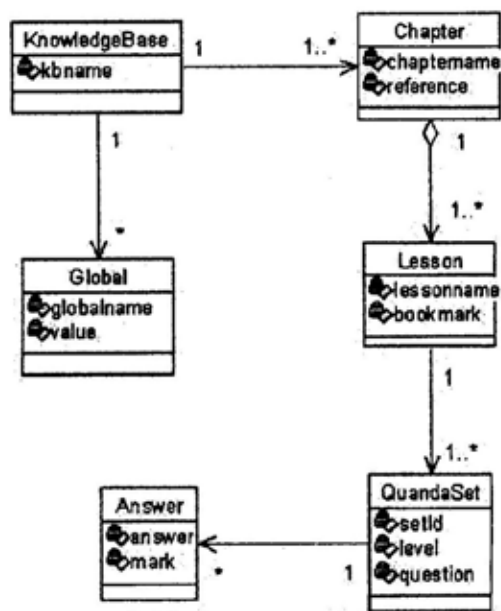 KnowledgeBase
kbname
1
1..*
Chapter
chaptername
reference
1
*
1
1..*
Global
globalname
value
Lesson
lessonname
bookmark
1
1..*
Answer
answer
mark
*
1
QuandaSet
setId
level
question